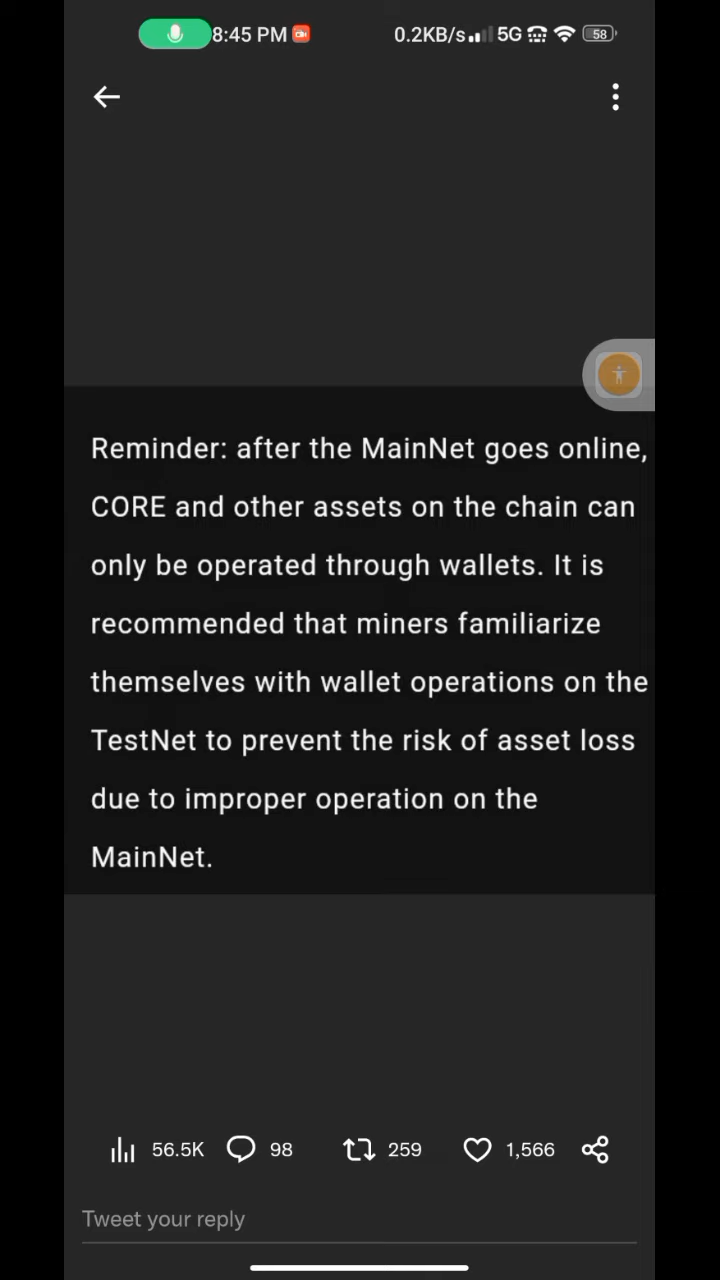 8:45 PM 0.2KB/s 5G 58
Reminder: after the MainNet goes online,
CORE and other assets on the chain can
only be operated through wallets. It is
recommended that miners familiarize
themselves with wallet operations on the
TestNet to prevent the risk of asset loss
due to improper operation on the
MainNet.
56.5K 98 259 1,566
Tweet your reply